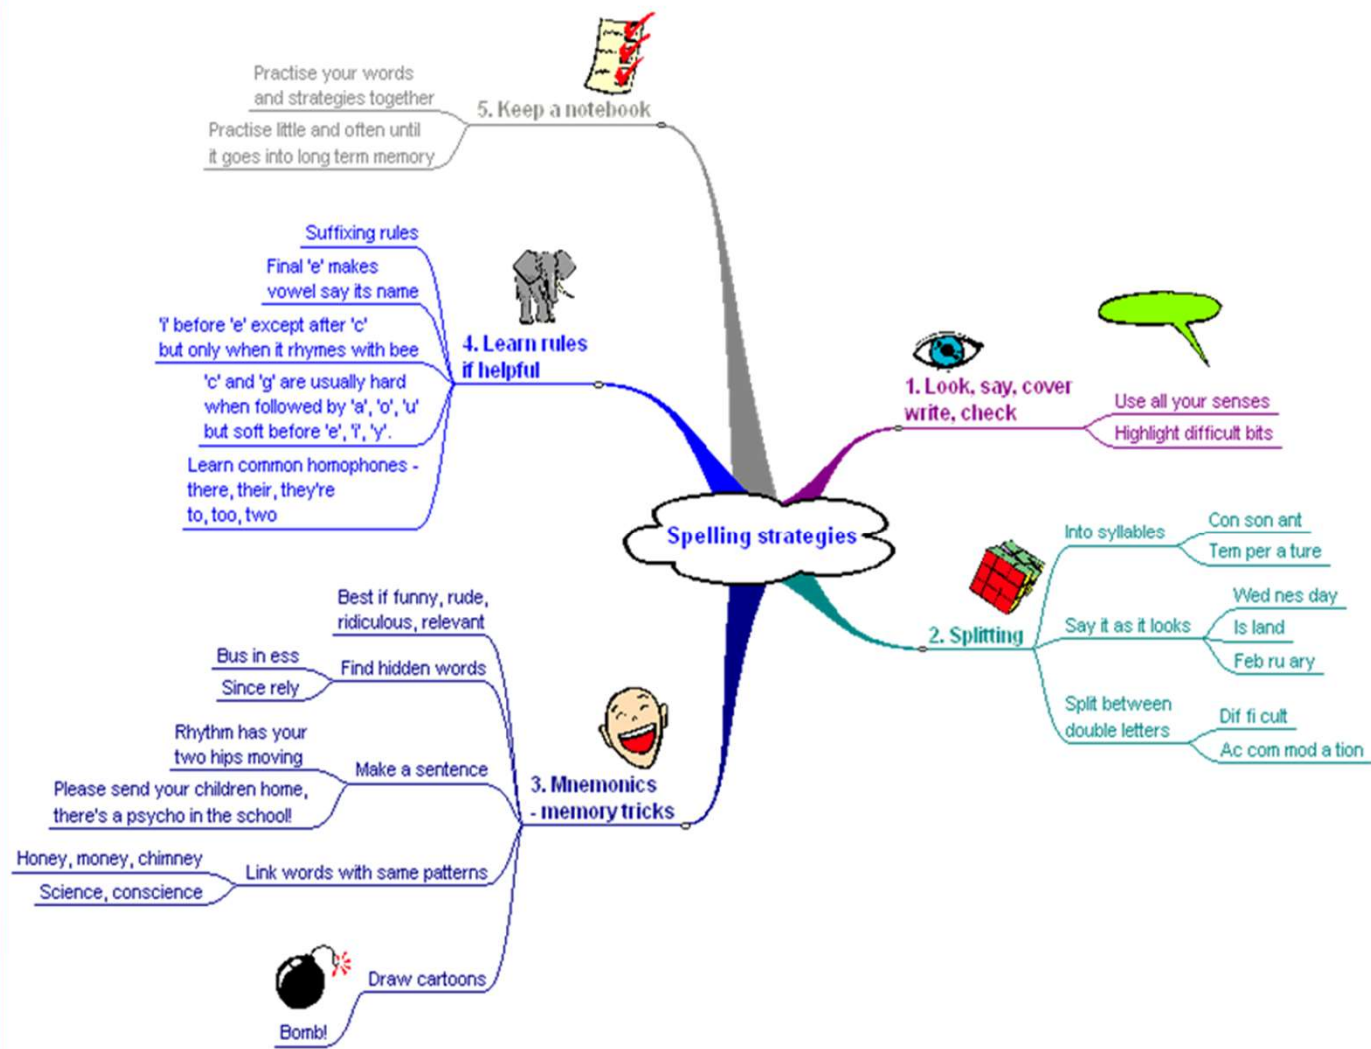 Spelling strategies
1. Look, say, cover
write, check
Use all your senses
Highlight difficult bits
2. Splitting
Into syllables
Con son ant
Tem per a ture
Say it as it looks
Wed nes day
Is land
Feb ru ary
Split between
double letters
Dif fi cult
Ac com mod a tion
3. Mnemonics
- memory tricks
Best if funny, rude,
ridiculous, relevant
Find hidden words
Bus in ess
Since rely
Make a sentence
Rhythm has your
two hips moving
Please send your children home,
there's a psycho in the school!
Link words with same patterns
Honey, money, chimney
Science, conscience
Draw cartoons
Bomb!
4. Learn rules
if helpful
Suffixing rules
Final 'e' makes
vowel say its name
'i' before 'e' except after 'c'
but only when it rhymes with bee
'c' and 'g' are usually hard
when followed by 'a', 'o', 'u'
but soft before 'e', 'i', 'y'.
Learn common homophones -
there, their, they're
to, too, two
5. Keep a notebook
Practise your words
and strategies together
Practise little and often until
it goes into long term memory